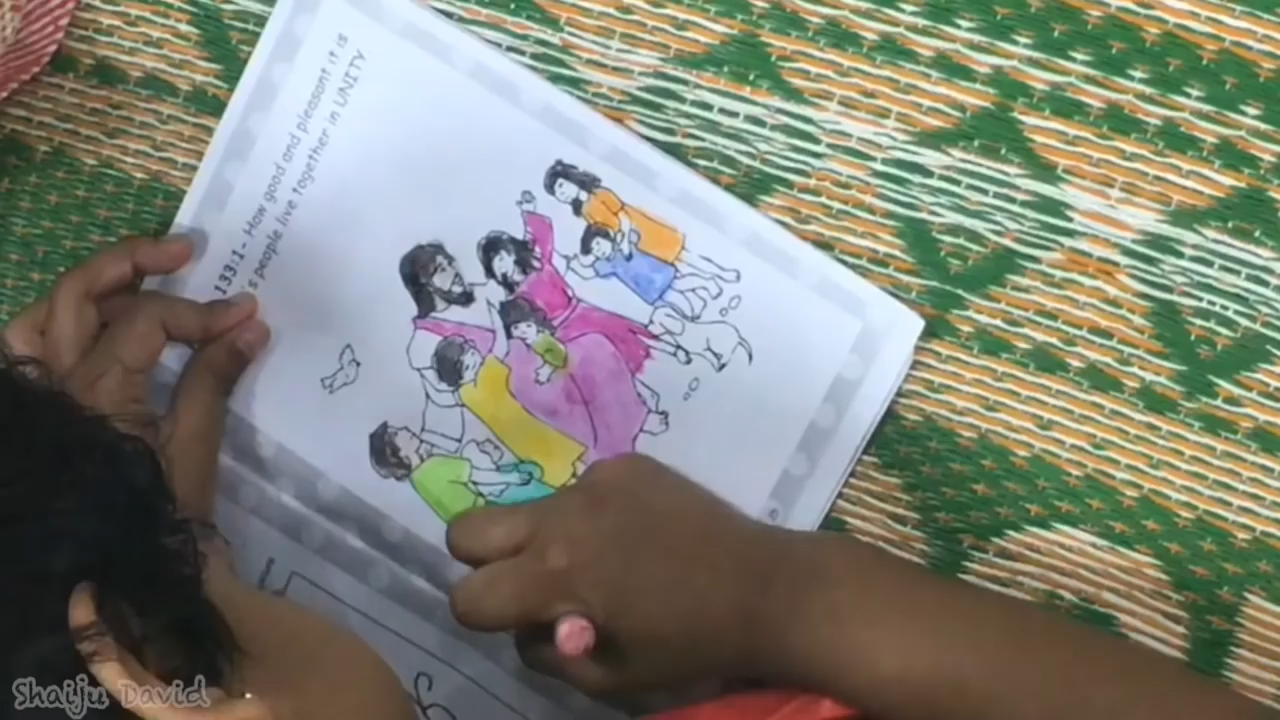 133:1- How good and pleasant it is
's people live together in UNITY
Shaiju David